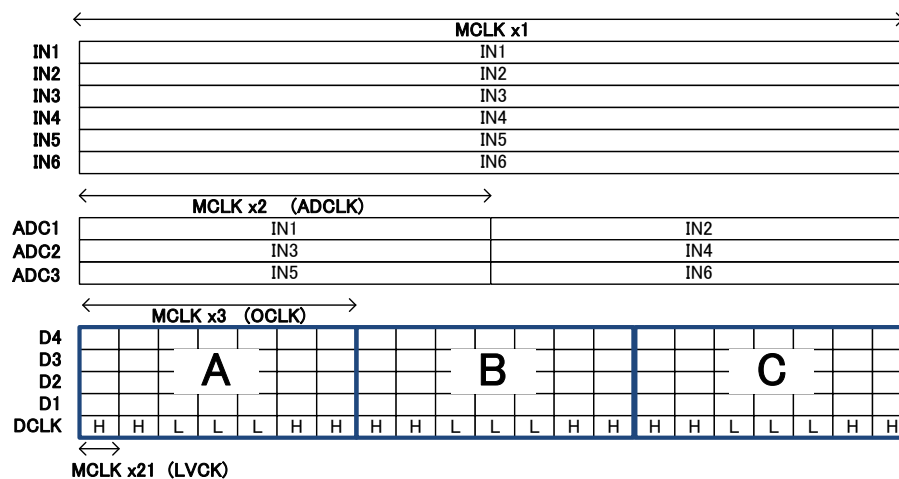 MCLK x1
IN1 IN1
IN2 IN2
IN3 IN3
IN4 IN4
IN5 IN5
IN6 IN6
MCLK x2 (ADCLK)
ADC1 IN1 IN2
ADC2 IN3 IN4
ADC3 IN5 IN6
MCLK x3 (OCLK)
D4
D3
A B C
D2
D1
DCLK H H L L L H H H H L L L H H H H L L L H H
MCLK x21 (LVCK)